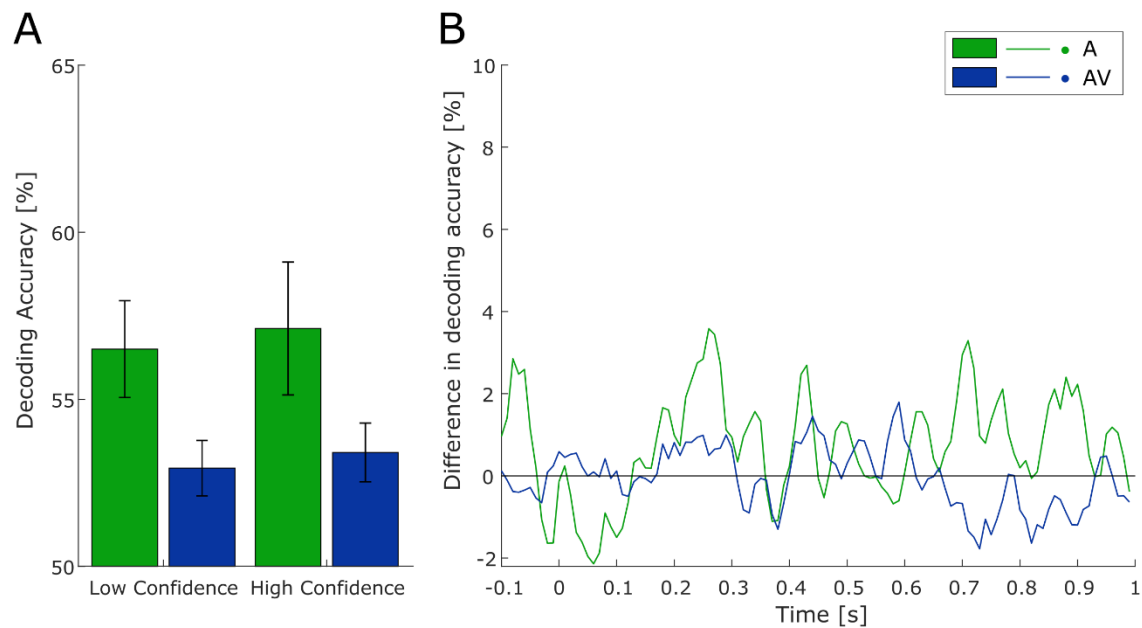 A
Decoding Accuracy [%]
65
60
55
50
Low Confidence
High Confidence
B
Difference in decoding accuracy [%]
10
8
6
4
2
0
-2
-0.1
0
0.1
0.2
0.3
0.4
0.5
0.6
0.7
0.8
0.9
1
Time [s]
A
AV